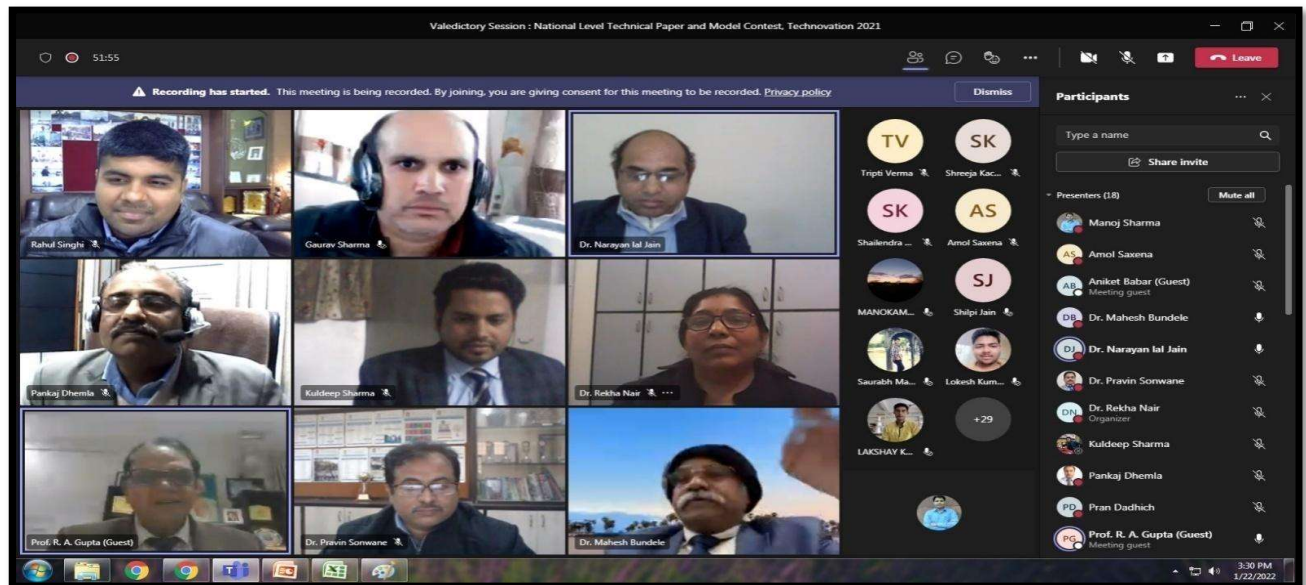 Valedictory Session : National Level Technical Paper and Model Contest, Technovation 2021
51:55
Leave
Recording has started. This meeting is being recorded. By joining, you are giving consent for this meeting to be recorded. Privacy policy
Dismiss
Rahul Singhi
Gaurav Sharma
Dr. Narayan lal Jain
Pankaj Dhemla
Kuldeep Sharma
Dr. Rekha Nair
Prof. R. A. Gupta (Guest)
Dr. Pravin Sonwane
Dr. Mahesh Bundele
TV
SK
Tripti Verma
Shreeja Kac...
SK
AS
Shailendra ...
Amol Saxena
SJ
MANOKAM...
Shilpi Jain
Saurabh Ma...
Lokesh Kum...
+29
LAKSHAY K...
Participants
Type a name
Share invite
Presenters (18)
Mute all
Manoj Sharma
AS
Amol Saxena
AB
Aniket Babar (Guest)
Meeting guest
DB
Dr. Mahesh Bundele
DJ
Dr. Narayan lal Jain
Dr. Pravin Sonwane
DN
Dr. Rekha Nair
Organizer
Kuldeep Sharma
Pankaj Dhemla
PD
Pran Dadhich
PG
Prof. R. A. Gupta (Guest)
Meeting guest
3:30 PM
1/22/2022